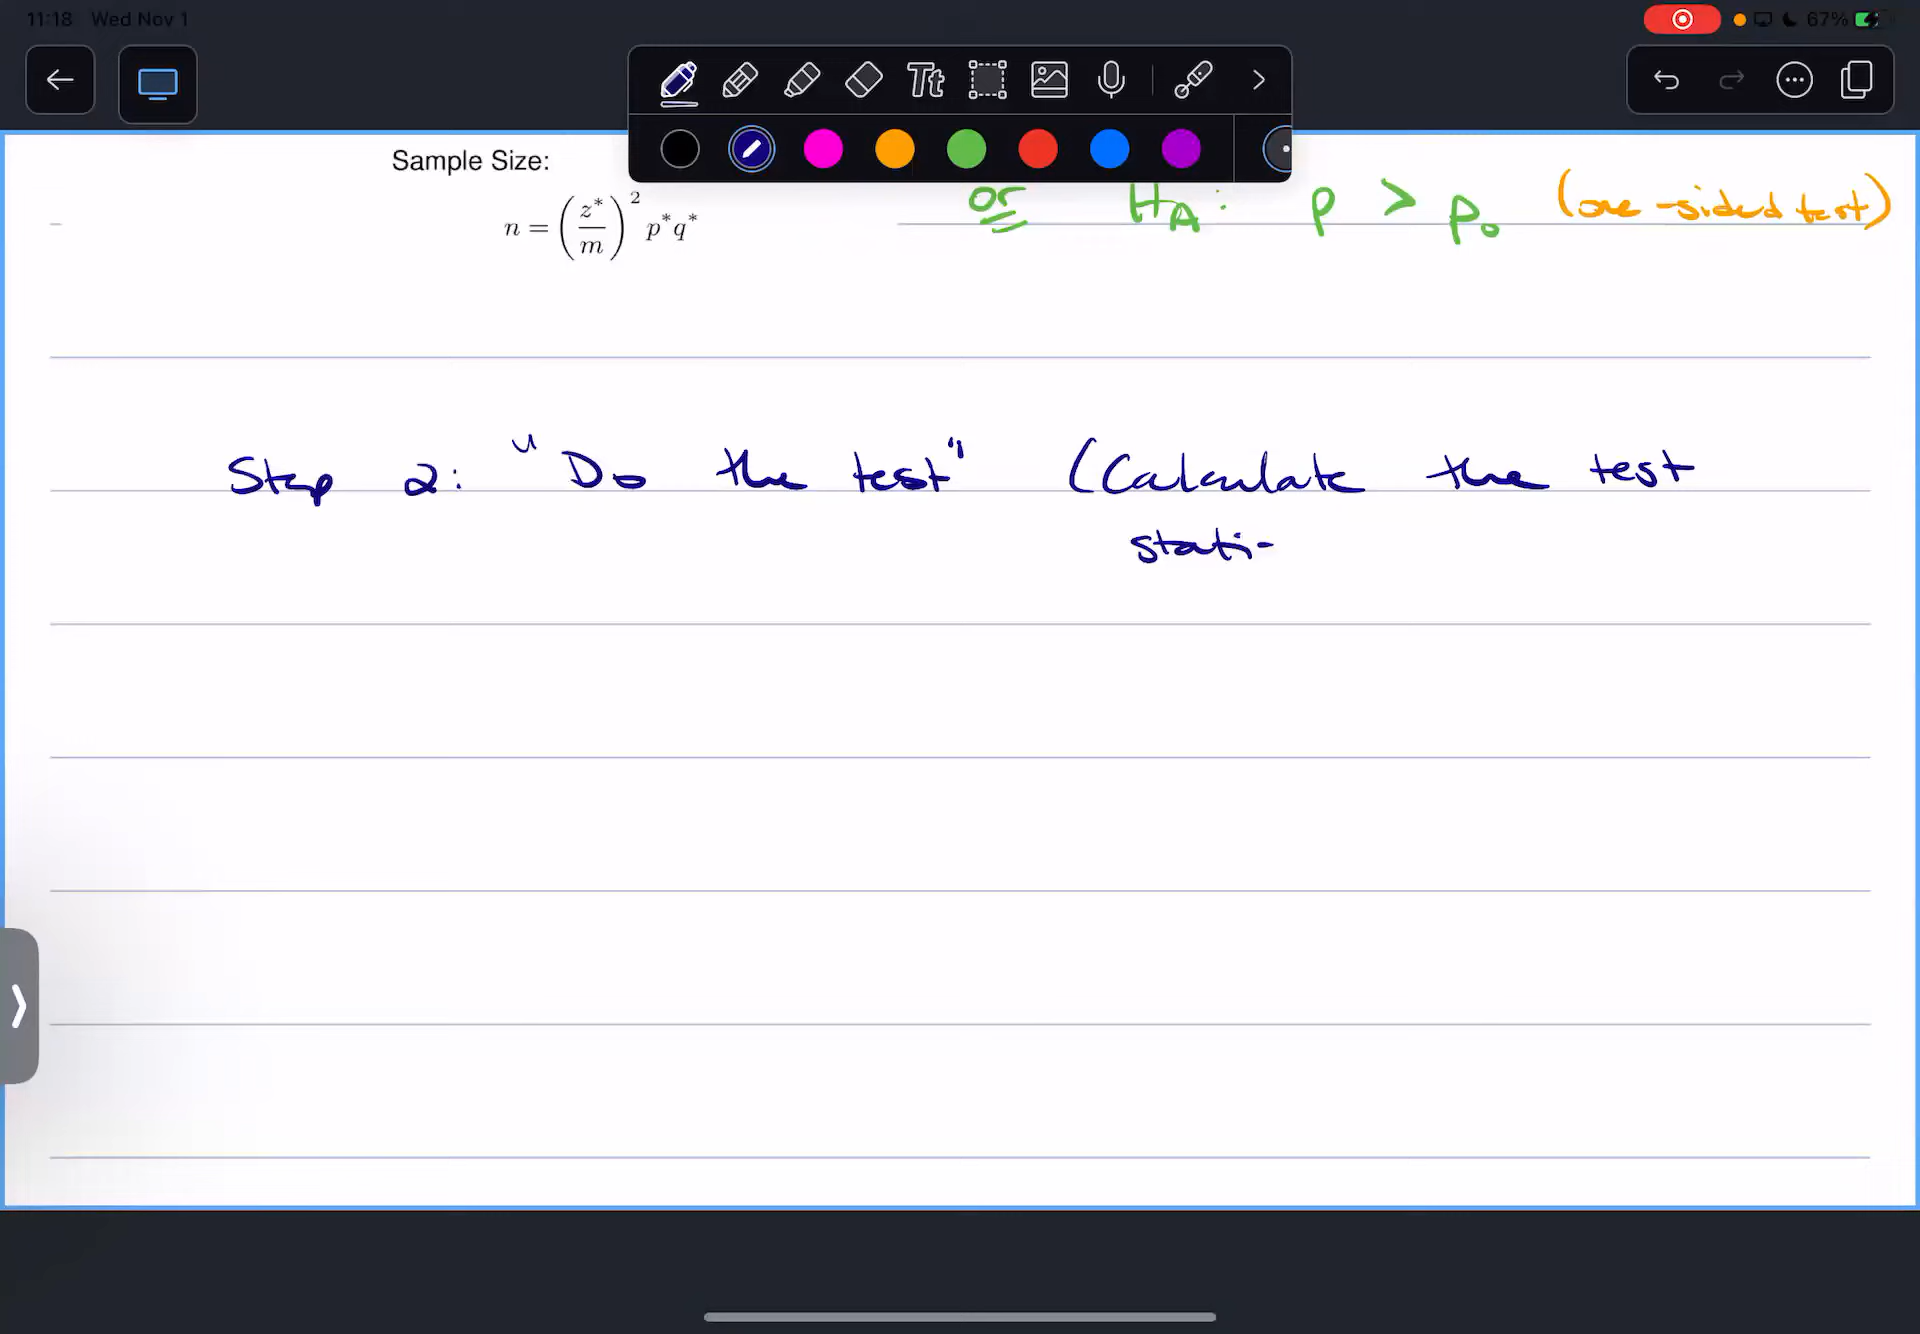 11:18 Wed Nov 1
67%
Tt
Sample Size:
n = (z*/m)² p*q*
or HA: p > p₀ (one-sided test)
Step 2: "Do the test" (Calculate the test
stati-